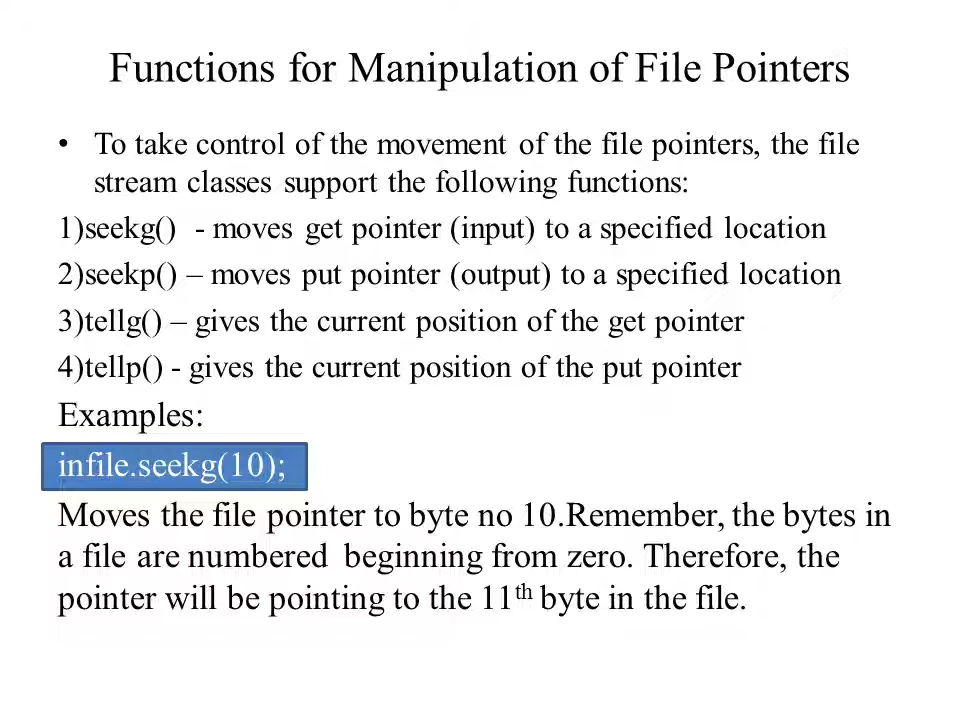 Functions for Manipulation of File Pointers
• To take control of the movement of the file pointers, the file
stream classes support the following functions:
1)seekg()  - moves get pointer (input) to a specified location
2)seekp() – moves put pointer (output) to a specified location
3)tellg() – gives the current position of the get pointer
4)tellp() - gives the current position of the put pointer
Examples:
infile.seekg(10);
Moves the file pointer to byte no 10.Remember, the bytes in
a file are numbered  beginning from zero. Therefore, the
pointer will be pointing to the 11th byte in the file.